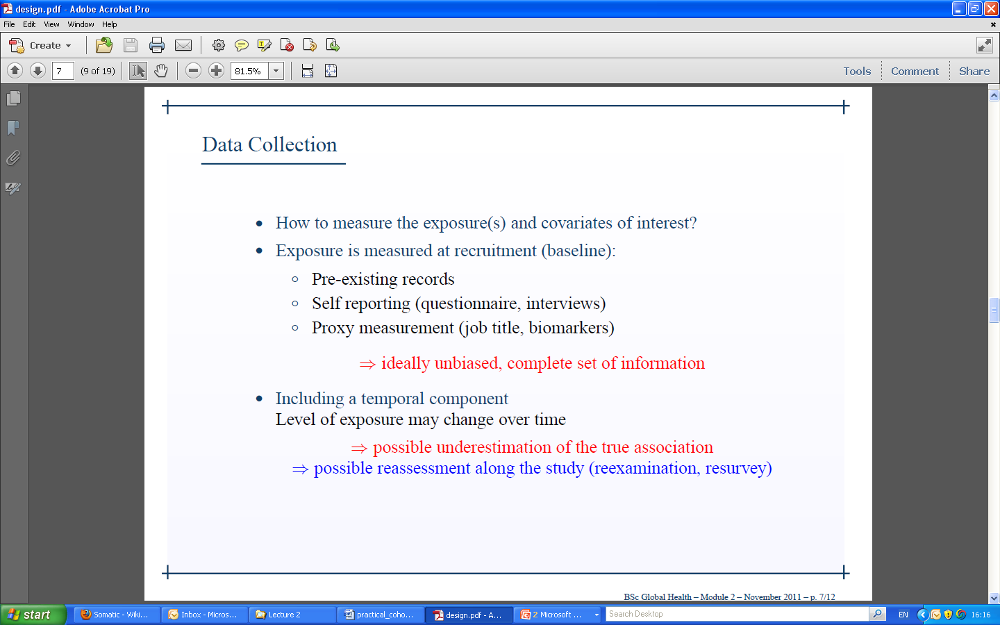 design.pdf - Adobe Acrobat Pro
File Edit View Window Help
Create
7 (9 of 19) 81.5% Tools Comment Share
Data Collection
• How to measure the exposure(s) and covariates of interest?
• Exposure is measured at recruitment (baseline):
◦ Pre-existing records
◦ Self reporting (questionnaire, interviews)
◦ Proxy measurement (job title, biomarkers)
⇒ ideally unbiased, complete set of information
• Including a temporal component
Level of exposure may change over time
⇒ possible underestimation of the true association
⇒ possible reassessment along the study (reexamination, resurvey)
BSc Global Health – Module 2 – November 2011 – p. 7/12
start Somatic - Wiki... Inbox - Micros... Lecture 2 practical_coho... design.pdf - A... 2 Microsoft ... Search Desktop EN 16:16